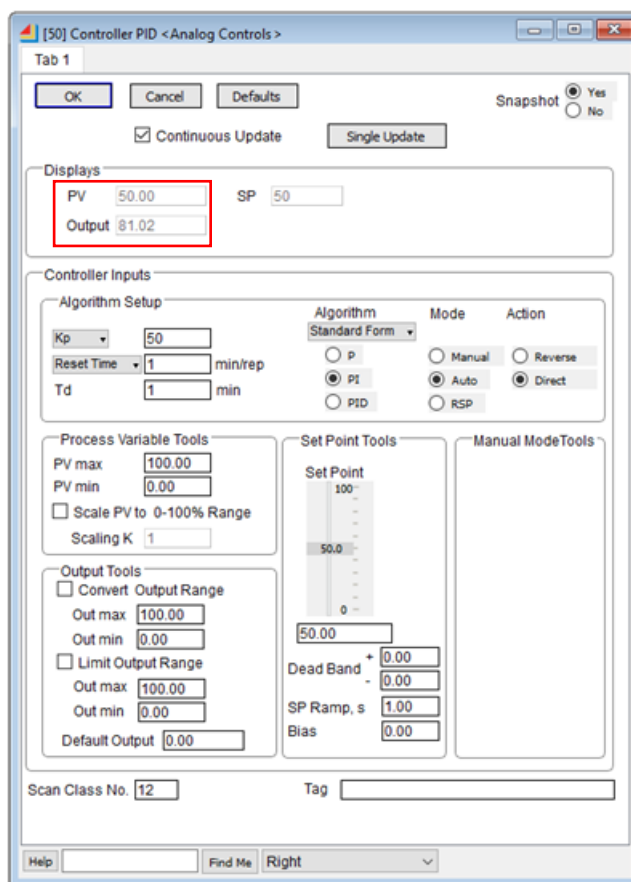 [50] Controller PID <Analog Controls >
Tab 1
OK Cancel Defaults Snapshot Yes
No
Continuous Update Single Update
Displays
PV 50.00 SP 50
Output 81.02
Controller Inputs
Algorithm Setup
Algorithm Mode Action
Kp 50 Standard Form
Reset Time 1 min/rep P Manual Reverse
Td 1 min PI Auto Direct
PID RSP
Process Variable Tools
PV max 100.00
PV min 0.00
Scale PV to 0-100% Range
Scaling K 1
Output Tools
Convert Output Range
Out max 100.00
Out min 0.00
Limit Output Range
Out max 100.00
Out min 0.00
Default Output 0.00
Set Point Tools
Set Point
100
50.0
0
50.00
Dead Band + 0.00
- 0.00
SP Ramp, s 1.00
Bias 0.00
Manual ModeTools
Scan Class No. 12 Tag
Help Find Me Right